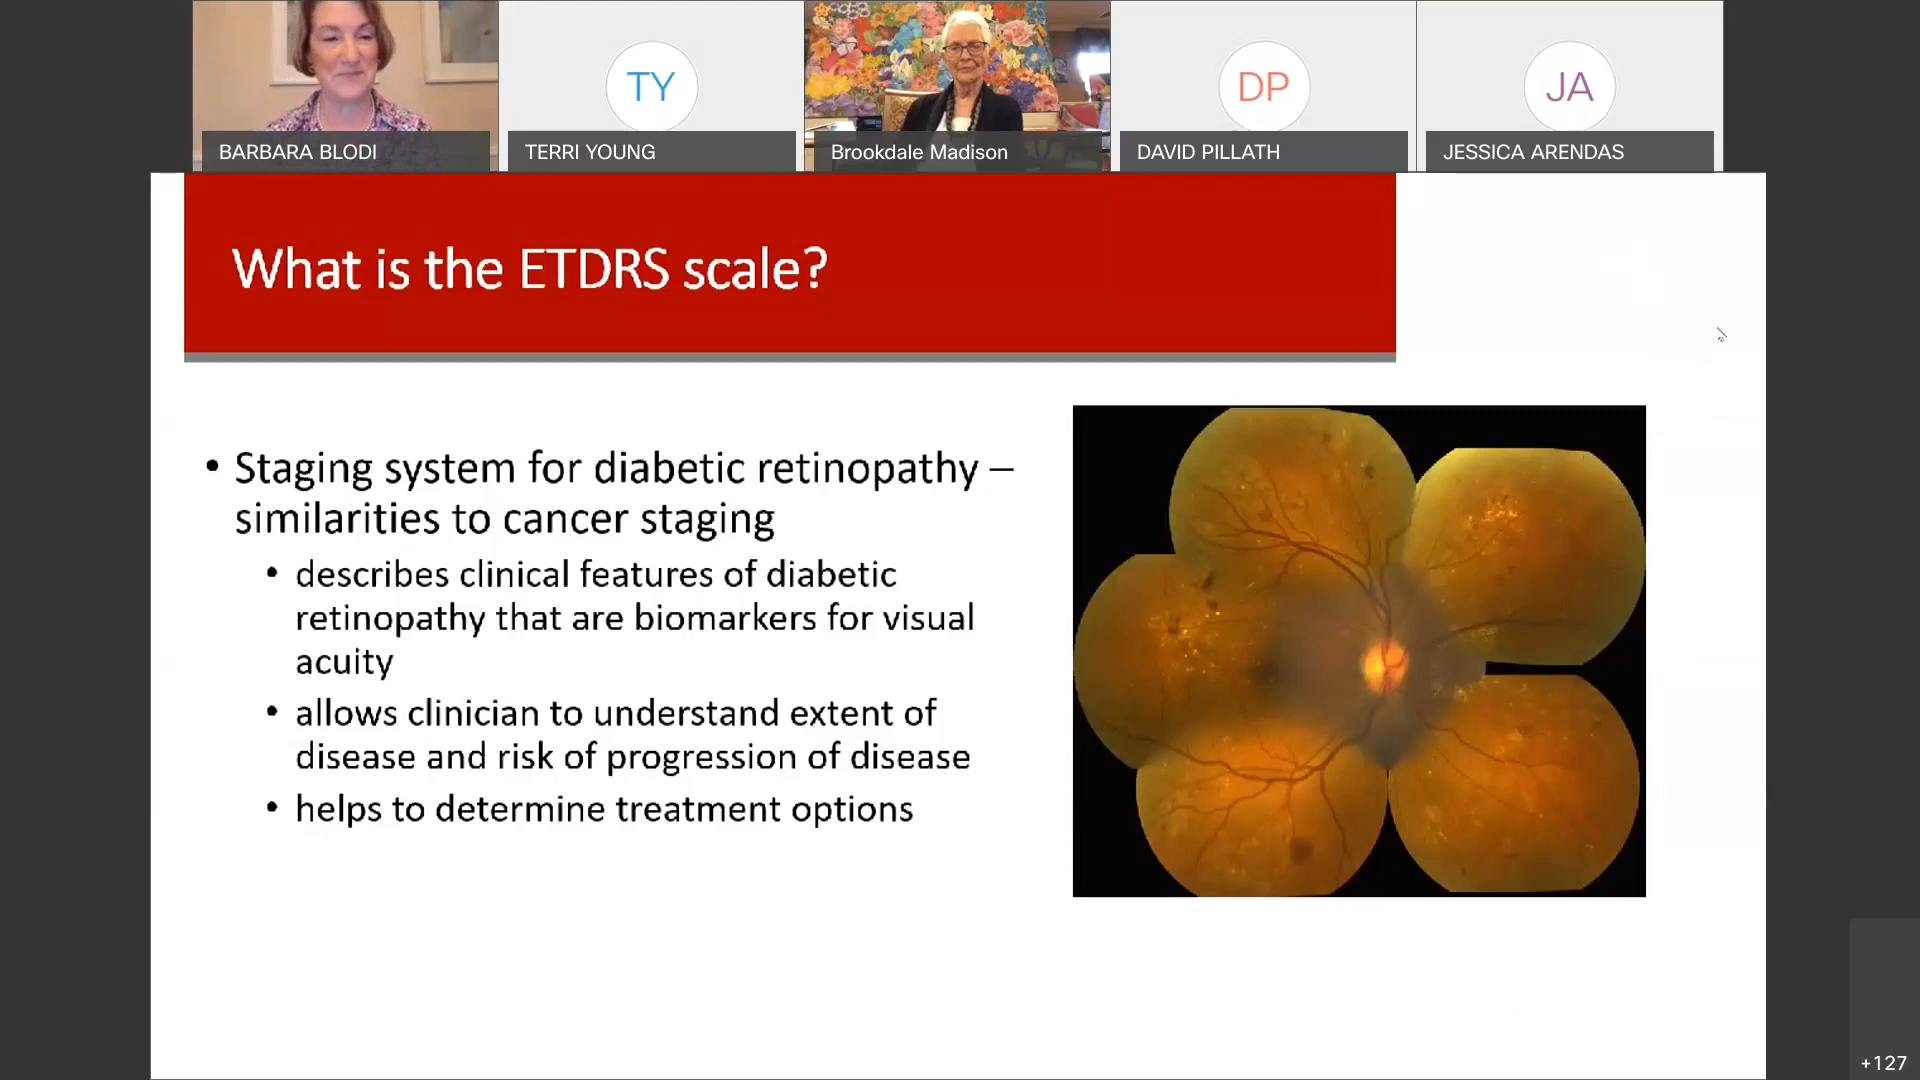 TY
DP
JA
BARBARA BLODI
TERRI YOUNG
Brookdale Madison
DAVID PILLATH
JESSICA ARENDAS
What is the ETDRS scale?
• Staging system for diabetic retinopathy –
similarities to cancer staging
• describes clinical features of diabetic
retinopathy that are biomarkers for visual
acuity
• allows clinician to understand extent of
disease and risk of progression of disease
• helps to determine treatment options
+127